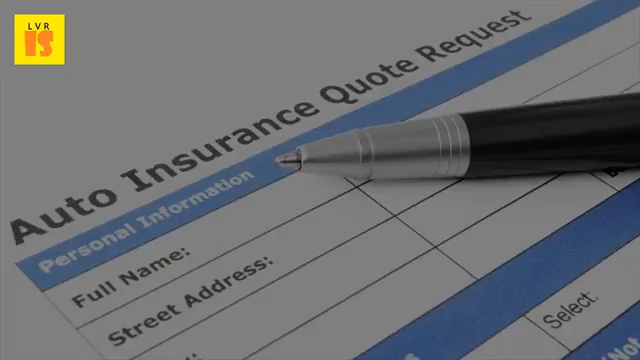 LVR
IS
Auto Insurance Quote Request
Personal Information
Full Name:
Street Address:
Select: